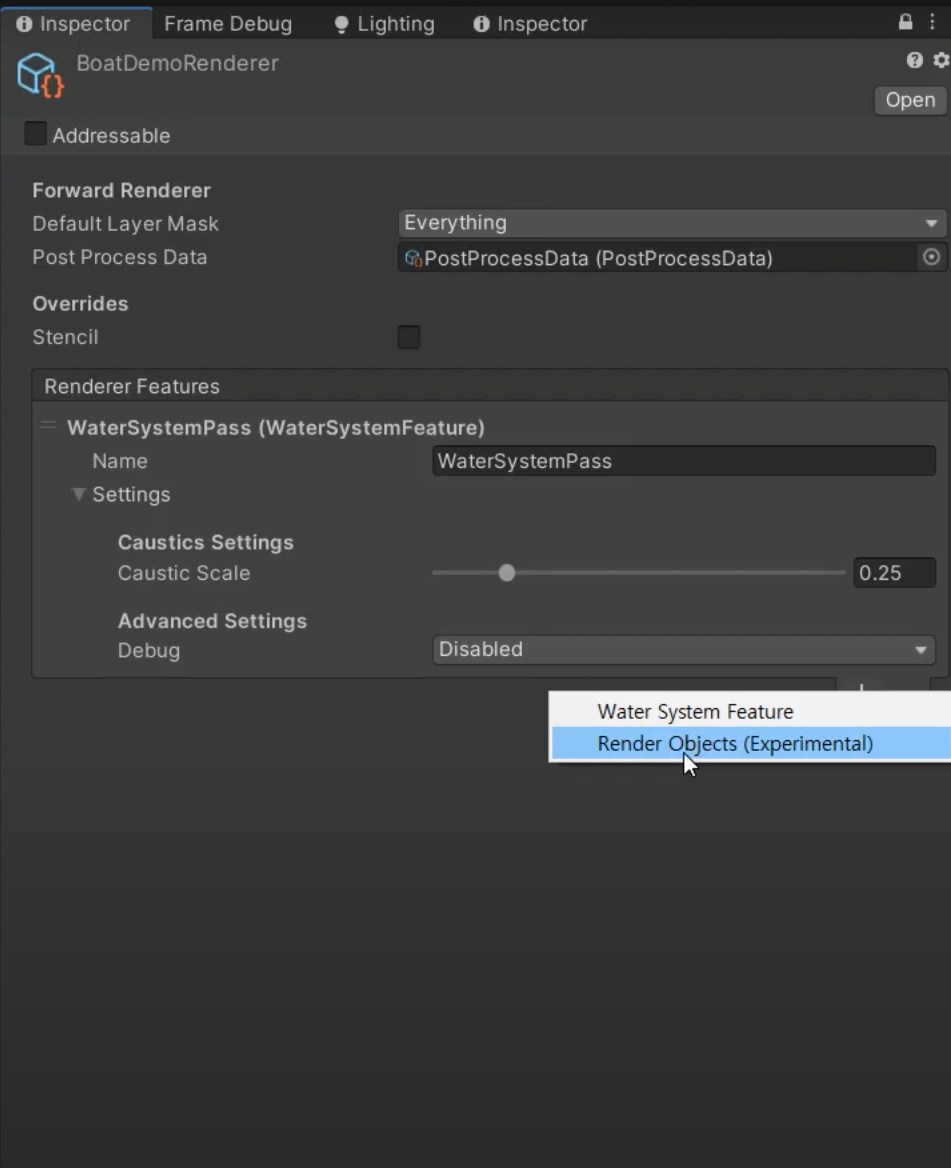 Inspector Frame Debug Lighting Inspector
BoatDemoRenderer
Open
Addressable
Forward Renderer
Default Layer Mask Everything
Post Process Data PostProcessData (PostProcessData)
Overrides
Stencil
Renderer Features
WaterSystemPass (WaterSystemFeature)
Name WaterSystemPass
Settings
Caustics Settings
Caustic Scale 0.25
Advanced Settings
Debug Disabled
Water System Feature
Render Objects (Experimental)